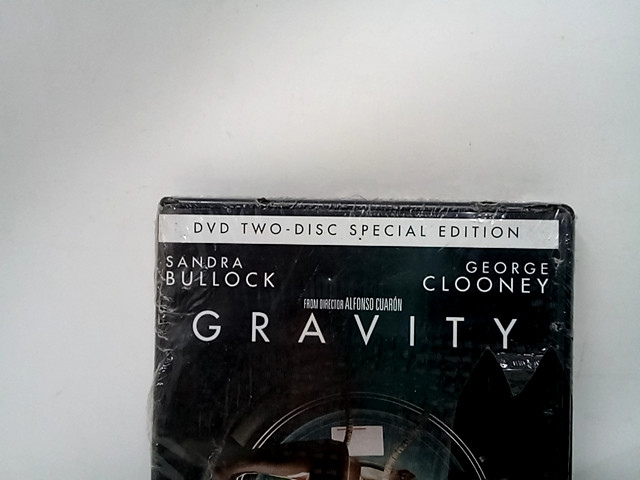 DVD TWO-DISC SPECIAL EDITION
SANDRA
BULLOCK
GEORGE
CLOONEY
FROM DIRECTOR ALFONSO CUARÓN
GRAVITY